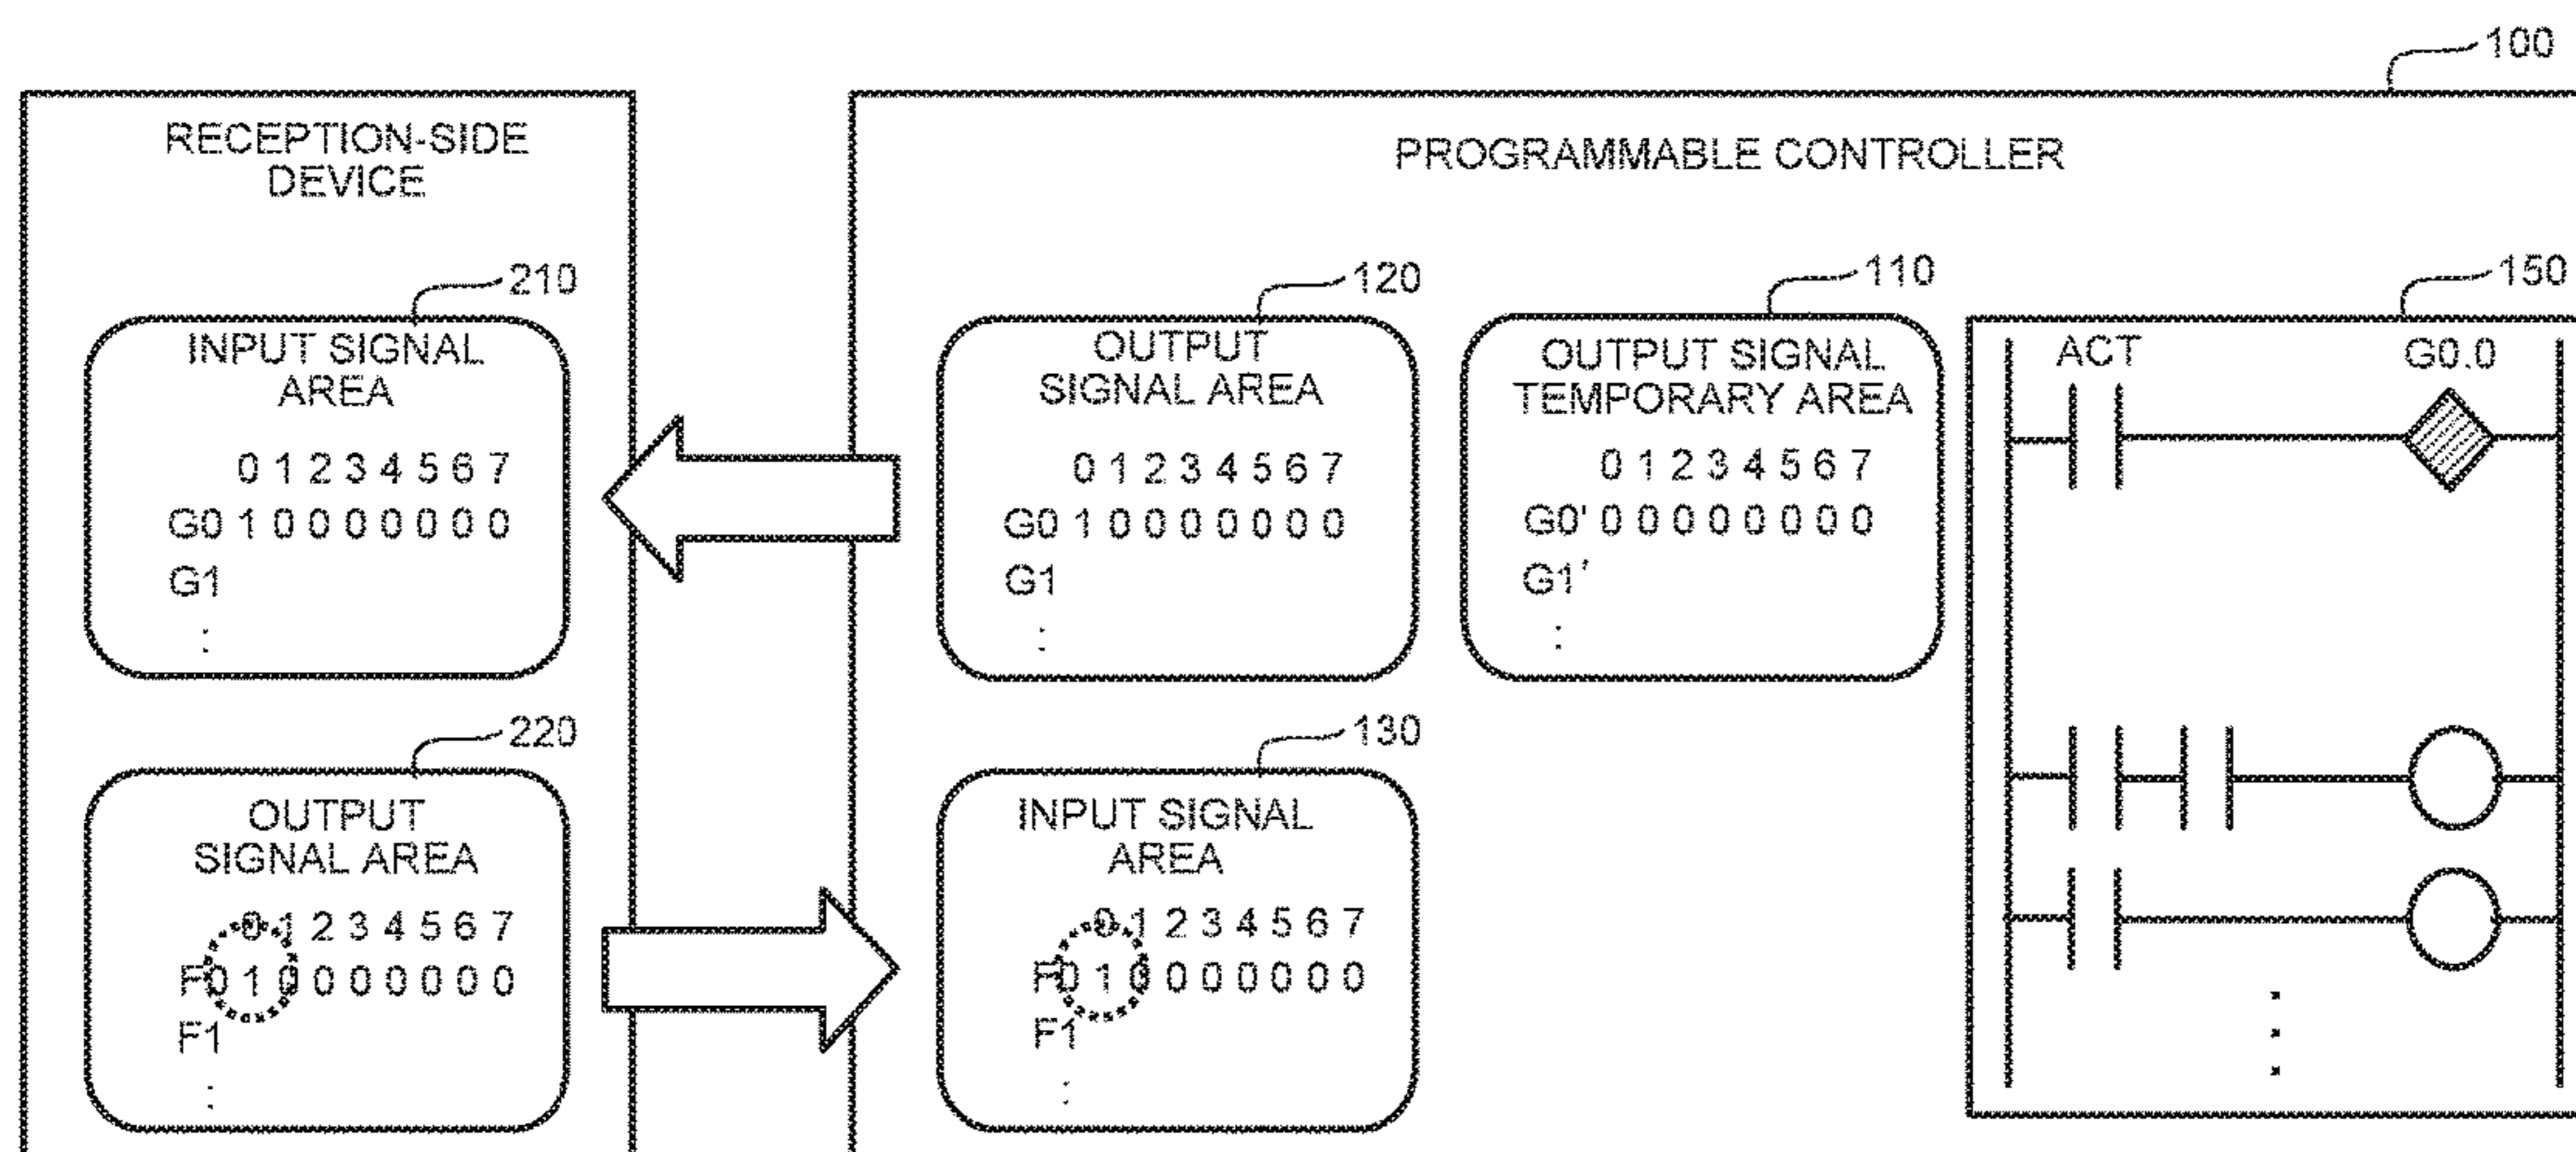 100
RECEPTION-SIDE
DEVICE
PROGRAMMABLE CONTROLLER
210
INPUT SIGNAL
AREA
0 1 2 3 4 5 6 7
G0 1 0 0 0 0 0 0 0
G1
:
120
OUTPUT
SIGNAL AREA
0 1 2 3 4 5 6 7
G0 1 0 0 0 0 0 0 0
G1
:
110
OUTPUT SIGNAL
TEMPORARY AREA
0 1 2 3 4 5 6 7
G0' 0 0 0 0 0 0 0 0
G1'
:
150
ACT G0.0
220
OUTPUT
SIGNAL AREA
0 1 2 3 4 5 6 7
F0 1 0 0 0 0 0 0 0
F1
:
130
INPUT SIGNAL
AREA
0 1 2 3 4 5 6 7
F0 1 0 0 0 0 0 0 0
F1
: